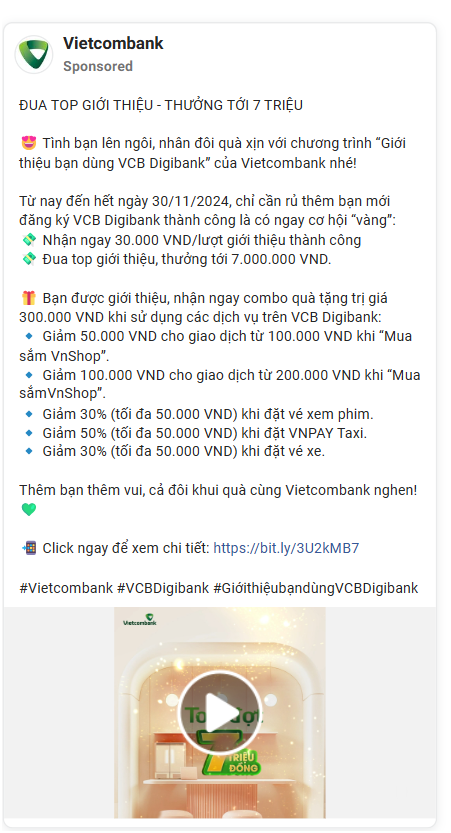 Vietcombank
Sponsored
ĐUA TOP GIỚI THIỆU - THƯỞNG TỚI 7 TRIỆU
😍 Tình bạn lên ngôi, nhân đôi quà xịn với chương trình “Giới
thiệu bạn dùng VCB Digibank” của Vietcombank nhé!
Từ nay đến hết ngày 30/11/2024, chỉ cần rủ thêm bạn mới
đăng ký VCB Digibank thành công là có ngay cơ hội “vàng”:
💸 Nhận ngay 30.000 VND/lượt giới thiệu thành công
💸 Đua top giới thiệu, thưởng tới 7.000.000 VND.
🎁 Bạn được giới thiệu, nhận ngay combo quà tặng trị giá
300.000 VND khi sử dụng các dịch vụ trên VCB Digibank:
🔹 Giảm 50.000 VND cho giao dịch từ 100.000 VND khi “Mua
sắm VnShop”.
🔹 Giảm 100.000 VND cho giao dịch từ 200.000 VND khi “Mua
sắmVnShop”.
🔹 Giảm 30% (tối đa 50.000 VND) khi đặt vé xem phim.
🔹 Giảm 50% (tối đa 50.000 VND) khi đặt VNPAY Taxi.
🔹 Giảm 30% (tối đa 50.000 VND) khi đặt vé xe.
Thêm bạn thêm vui, cả đôi khui quà cùng Vietcombank nghen!
💚
📲 Click ngay để xem chi tiết: https://bit.ly/3U2kMB7
#Vietcombank #VCBDigibank #GiớithiệubạndùngVCBDigibank
Vietcombank
7
TRIỆU
ĐỒNG